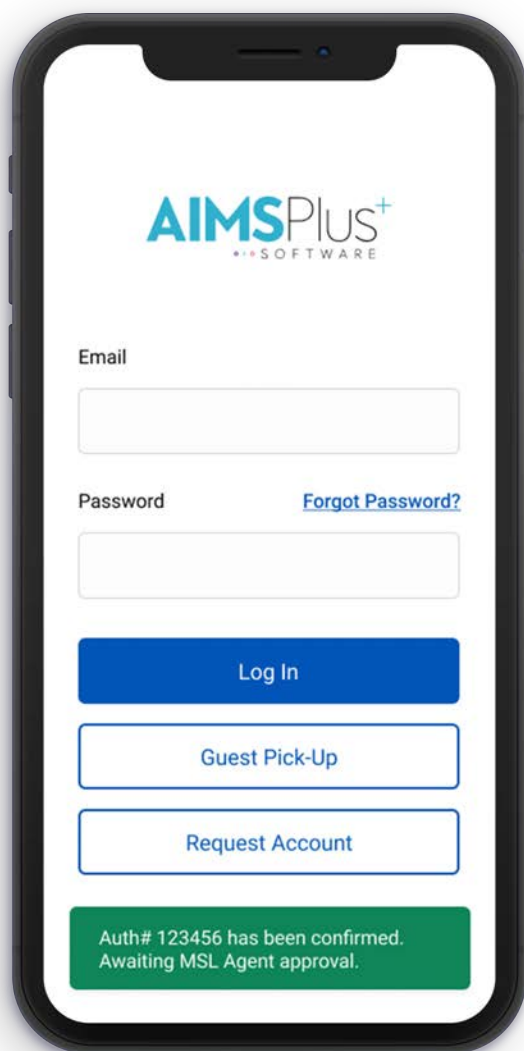 AIMSPlus+
SOFTWARE
Email
Password Forgot Password?
Log In
Guest Pick-Up
Request Account
Auth# 123456 has been confirmed.
Awaiting MSL Agent approval.